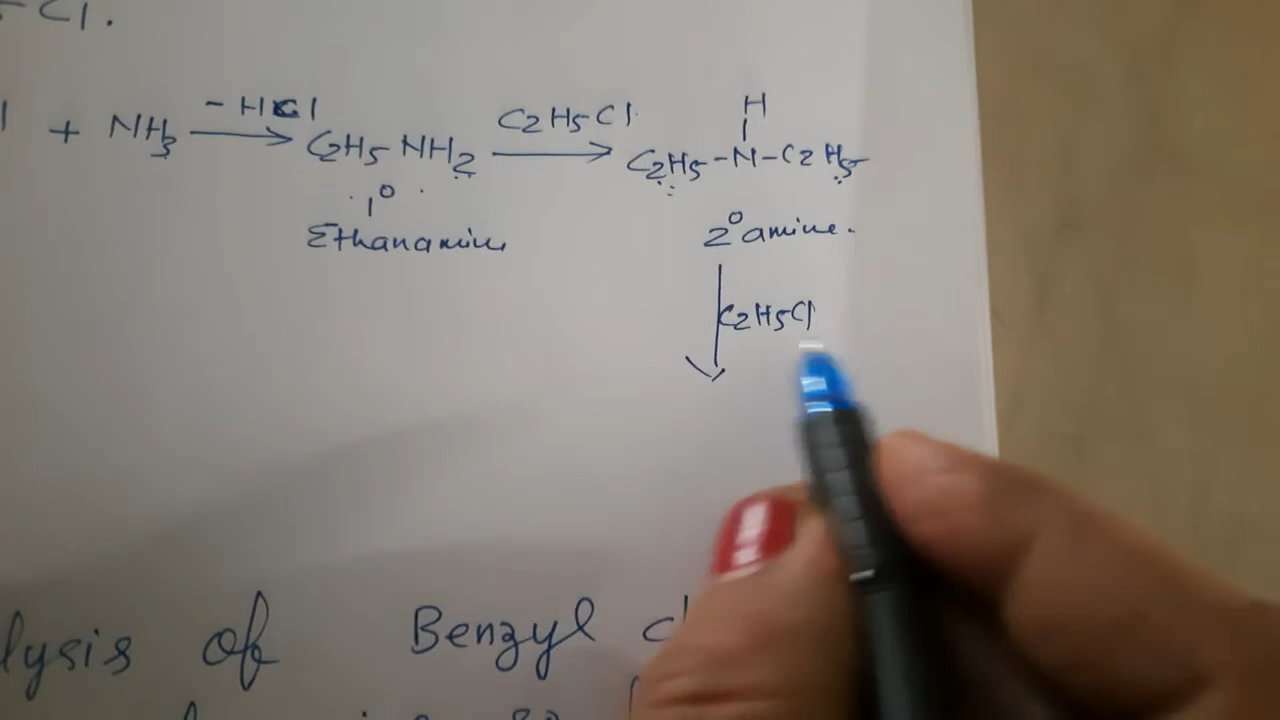 Cl.
+ NH3 - HCl → C2H5 NH2 C2H5Cl → C2H5-N-C2H5
H
1° 
Ethanamine 2° amine.
C2H5Cl
lysis of Benzyl